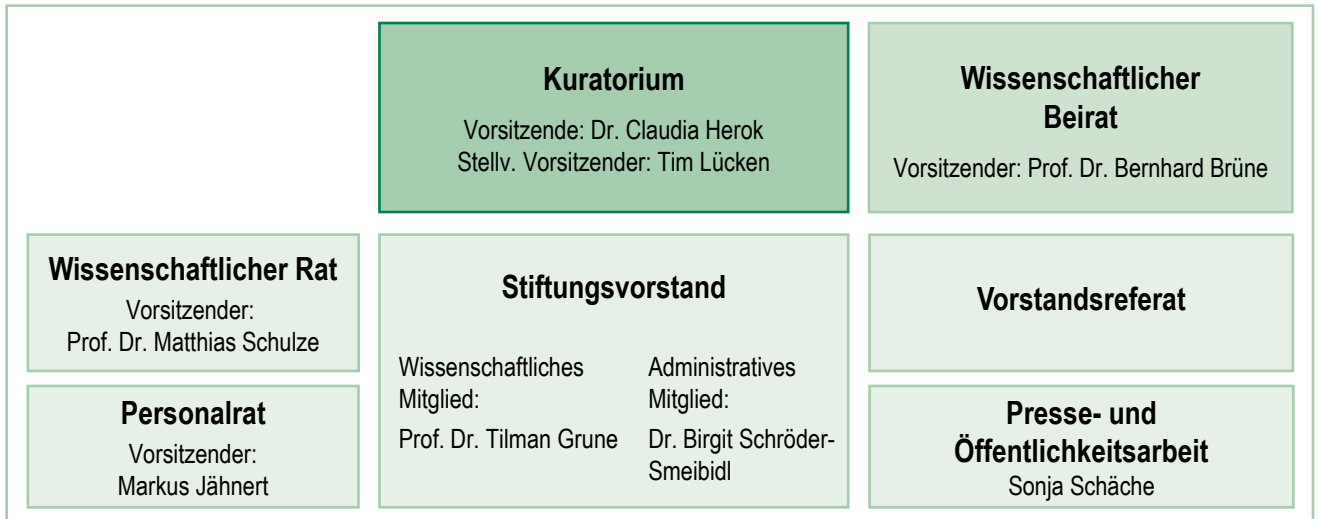 Kuratorium
Vorsitzende: Dr. Claudia Herok
Stellv. Vorsitzender: Tim Lücken
Wissenschaftlicher
Beirat
Vorsitzender: Prof. Dr. Bernhard Brüne
Wissenschaftlicher Rat
Vorsitzender:
Prof. Dr. Matthias Schulze
Stiftungsvorstand
Wissenschaftliches
Mitglied:
Prof. Dr. Tilman Grune
Administratives
Mitglied:
Dr. Birgit Schröder-
Smeibidl
Vorstandsreferat
Personalrat
Vorsitzender:
Markus Jähnert
Presse- und
Öffentlichkeitsarbeit
Sonja Schäche